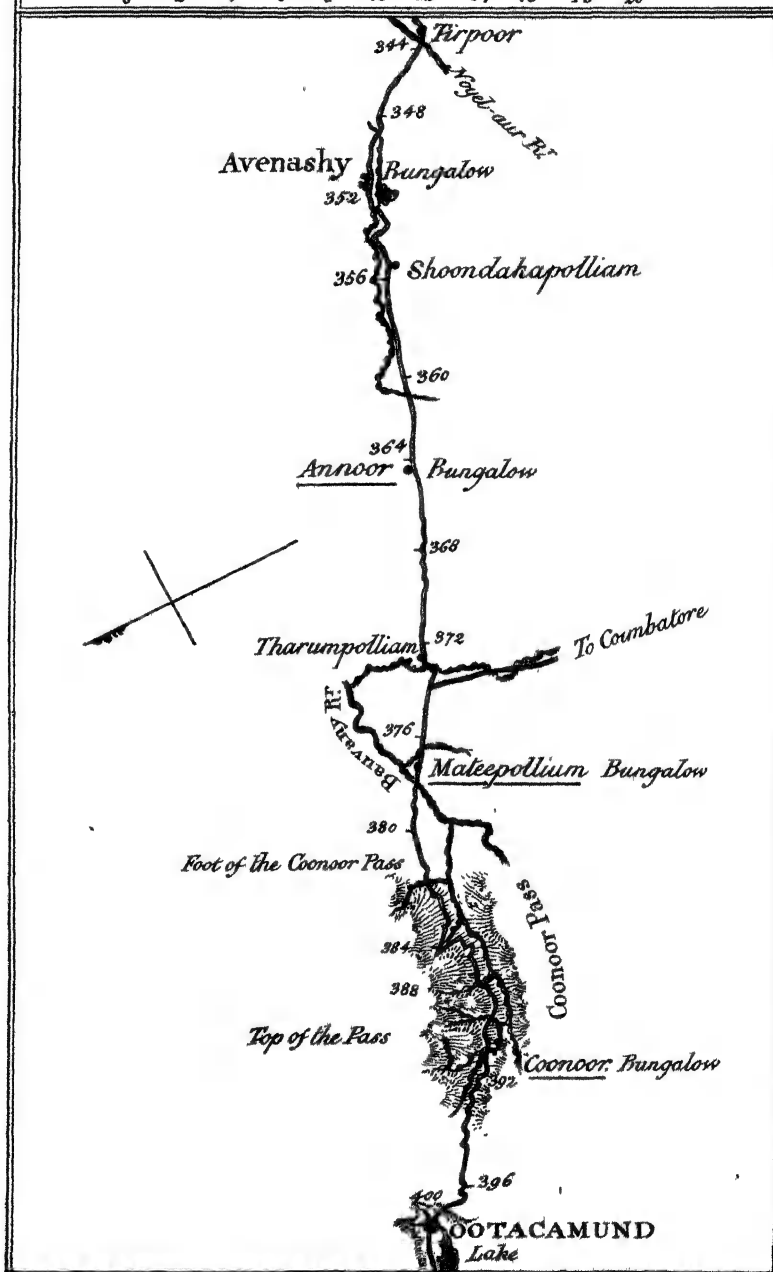 Tirpoor
344
Noyel-aur Rr
348
Avenashy Bungalow
352
Shoondakapolliam
356
360
364
Annoor Bungalow
368
372
Tharumpolliam
To Coimbatore
Bauvany Rr
376
Mateepollium Bungalow
380
Foot of the Coonoor Pass
Coonoor Pass
384
388
Top of the Pass
Coonoor Bungalow
392
396
400
OOTACAMUND
Lake